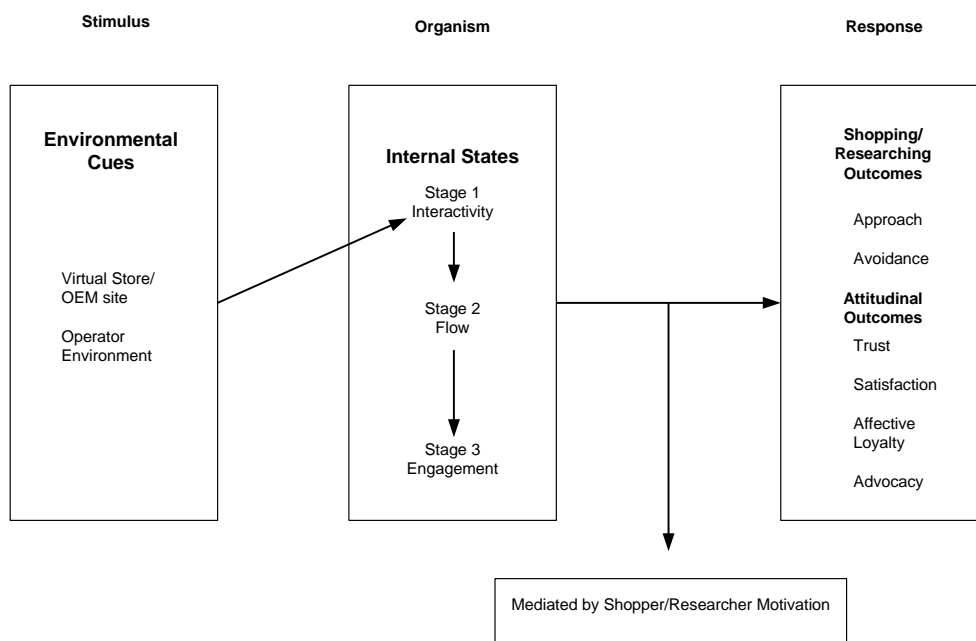 Stimulus
Organism
Response
Environmental
Cues
Virtual Store/
OEM site
Operator
Environment
Internal States
Stage 1
Interactivity
Stage 2
Flow
Stage 3
Engagement
Shopping/
Researching
Outcomes
Approach
Avoidance
Attitudinal
Outcomes
Trust
Satisfaction
Affective
Loyalty
Advocacy
Mediated by Shopper/Researcher Motivation